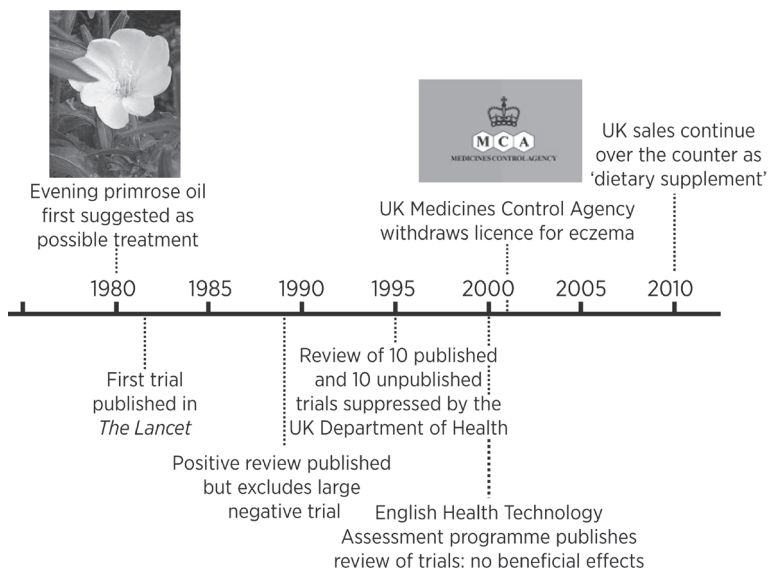 MCA
MEDICINES CONTROL AGENCY
Evening primrose oil
first suggested as
possible treatment
UK Medicines Control Agency
withdraws licence for eczema
UK sales continue
over the counter as
‘dietary supplement’
1980 1985 1990 1995 2000 2005 2010
First trial
published in
The Lancet
Positive review published
but excludes large
negative trial
Review of 10 published
and 10 unpublished
trials suppressed by the
UK Department of Health
English Health Technology
Assessment programme publishes
review of trials: no beneficial effects